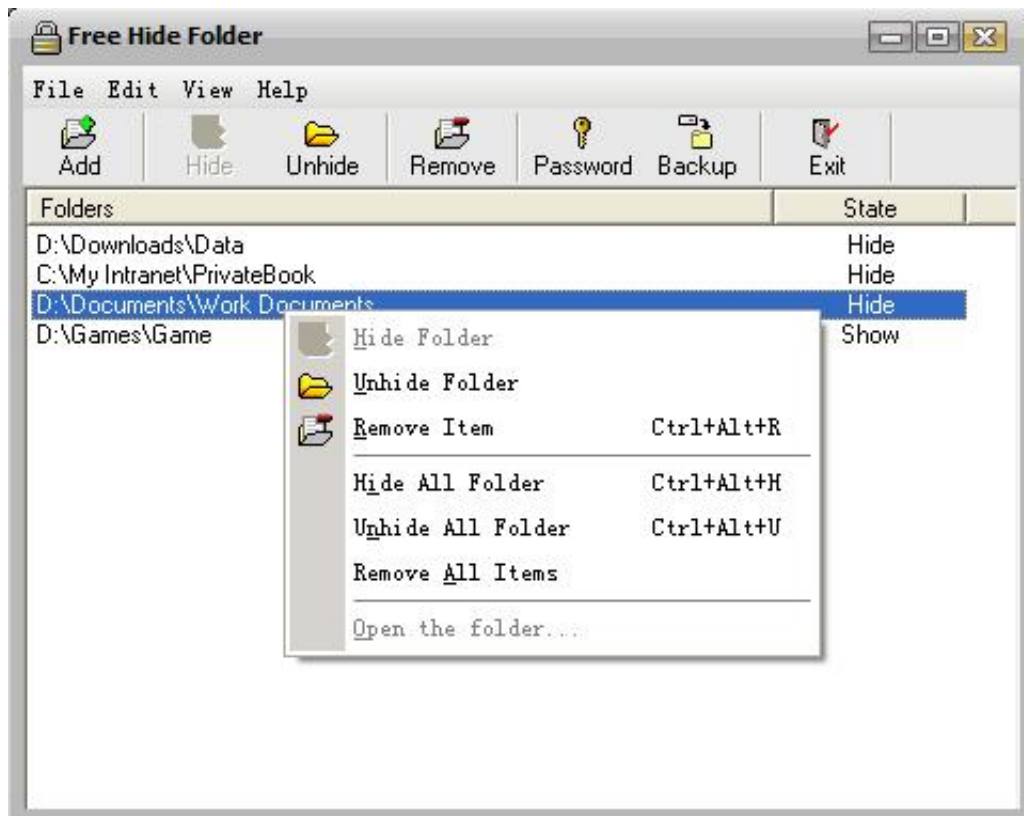 Free Hide Folder
File Edit View Help
Add Hide Unhide Remove Password Backup Exit
Folders State
D:\Downloads\Data Hide
C:\My Intranet\PrivateBook Hide
D:\Documents\Work Documents Hide
D:\Games\Game Show
Hide Folder
Unhide Folder
Remove Item Ctrl+Alt+R
Hide All Folder Ctrl+Alt+H
Unhide All Folder Ctrl+Alt+U
Remove All Items
Open the folder...